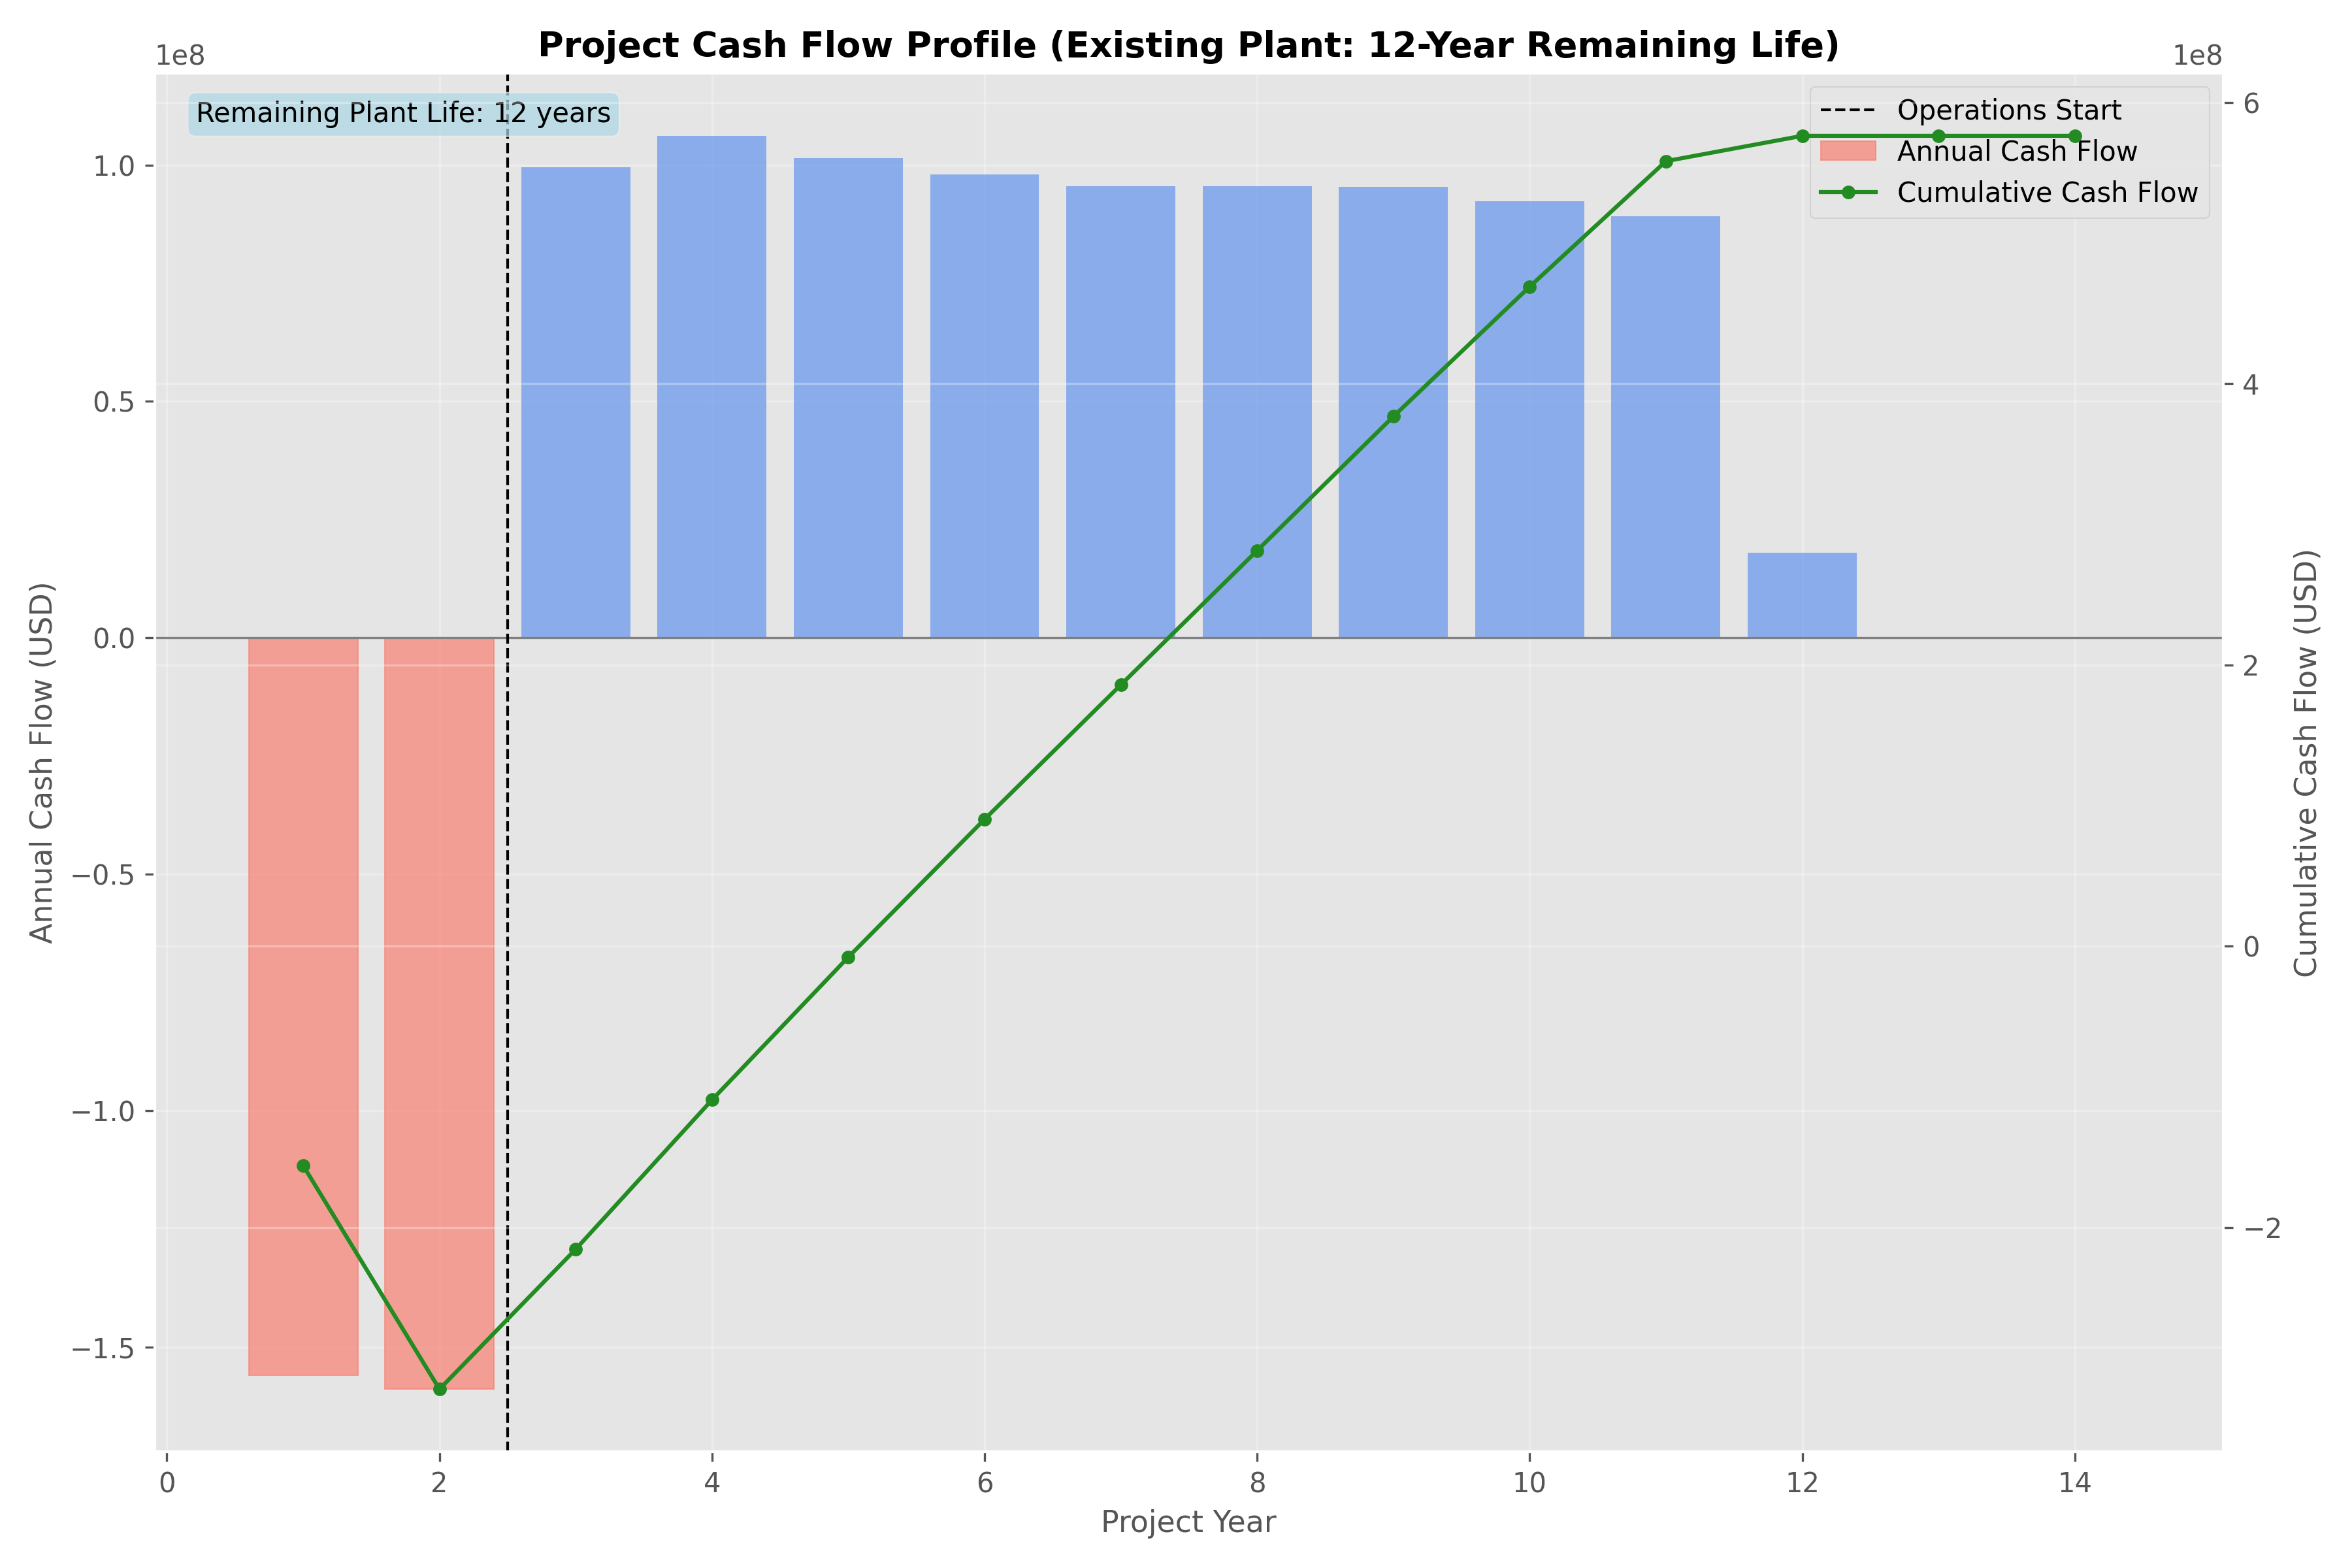 Project Cash Flow Profile (Existing Plant: 12-Year Remaining Life)
1e8
1e8
Remaining Plant Life: 12 years
Operations Start
Annual Cash Flow
Cumulative Cash Flow
Annual Cash Flow (USD)
1.0
0.5
0.0
−0.5
−1.0
−1.5
6
4
2
0
−2
Cumulative Cash Flow (USD)
0
2
4
6
8
10
12
14
Project Year